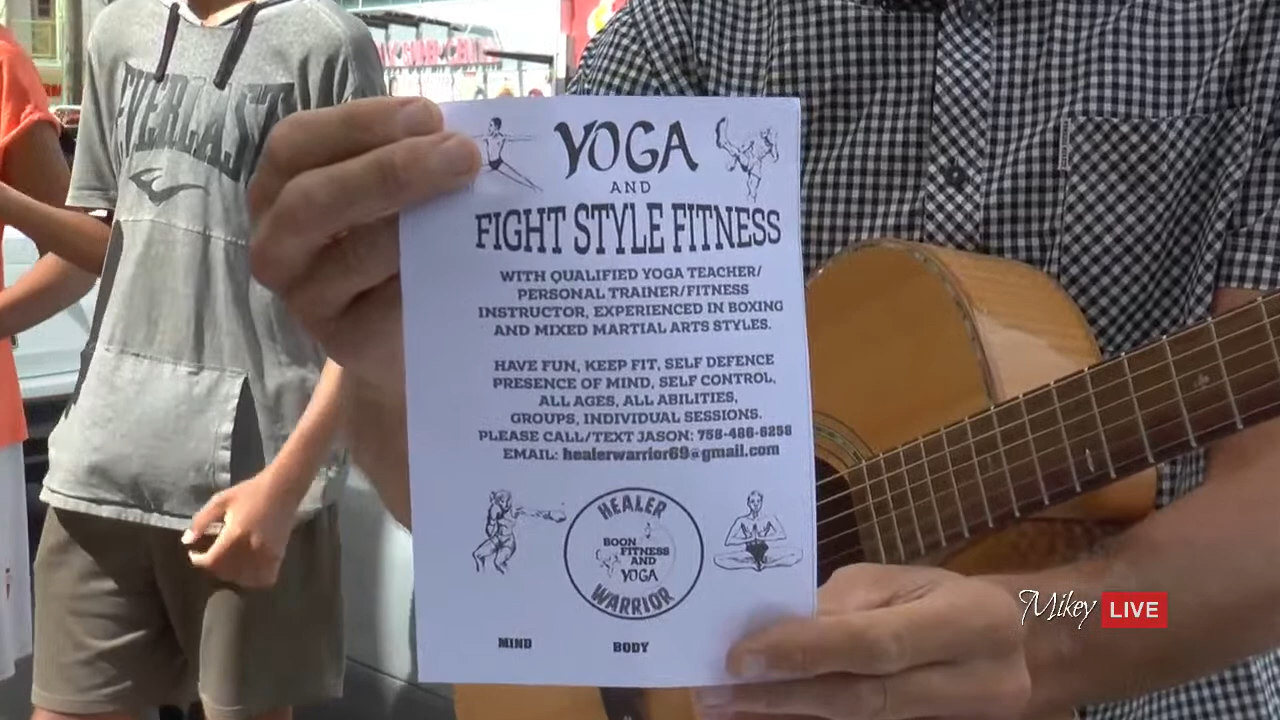 EVERLAST
YOGA
AND
FIGHT STYLE FITNESS
WITH QUALIFIED YOGA TEACHER/
PERSONAL TRAINER/FITNESS
INSTRUCTOR, EXPERIENCED IN BOXING
AND MIXED MARTIAL ARTS STYLES.
HAVE FUN, KEEP FIT, SELF DEFENCE
PRESENCE OF MIND, SELF CONTROL,
ALL AGES, ALL ABILITIES,
GROUPS, INDIVIDUAL SESSIONS.
PLEASE CALL/TEXT JASON: 758-486-6258
EMAIL: healerwarrior69@gmail.com
HEALER
BOON
FITNESS
AND
YOGA
WARRIOR
MIND BODY
Mikey LIVE